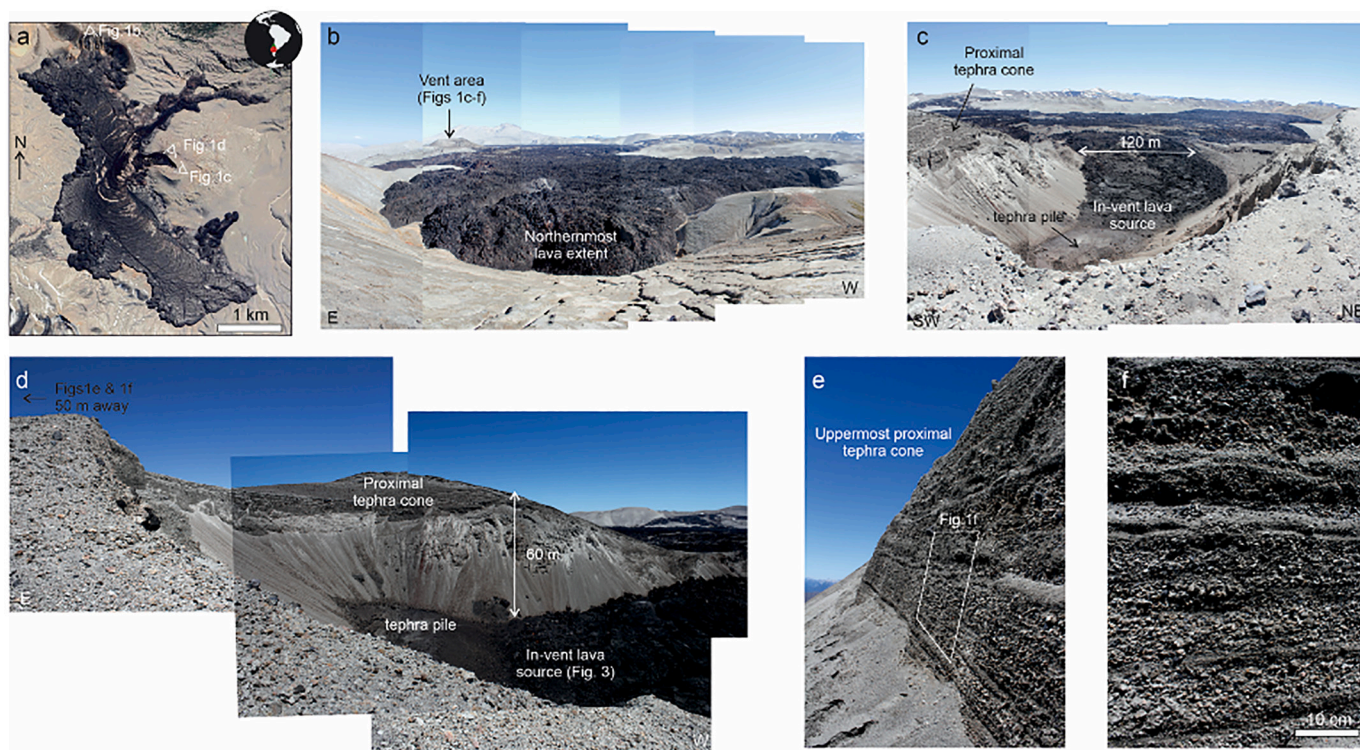 a
Fig.1b
N
Fig.1d
Fig.1c
1 km
b
Vent area
(Figs 1c-f)
Northernmost
lava extent
E
W
c
Proximal
tephra cone
120 m
In-vent lava
source
tephra pile
SW
NE
d
Figs1e & 1f
50 m away
Proximal
tephra cone
60 m
tephra pile
In-vent lava
source (Fig. 3)
E
W
e
Uppermost proximal
tephra cone
Fig.1f
f
10 cm